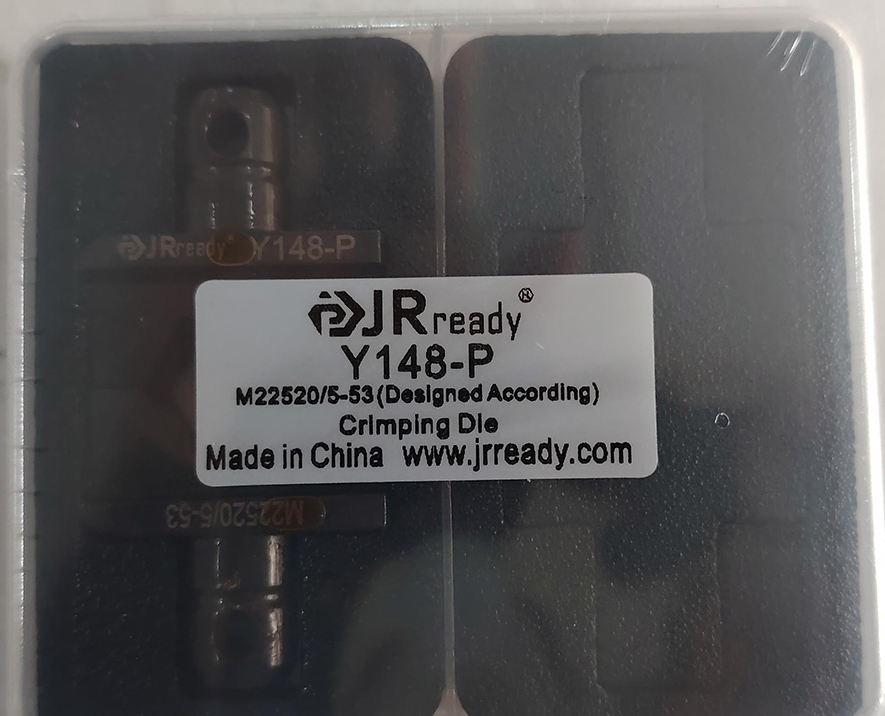 JRready Y148-P
JRready®
Y148-P
M22520/5-53(Designed According)
Crimping Die
Made in China www.jrready.com
M22520/5-53